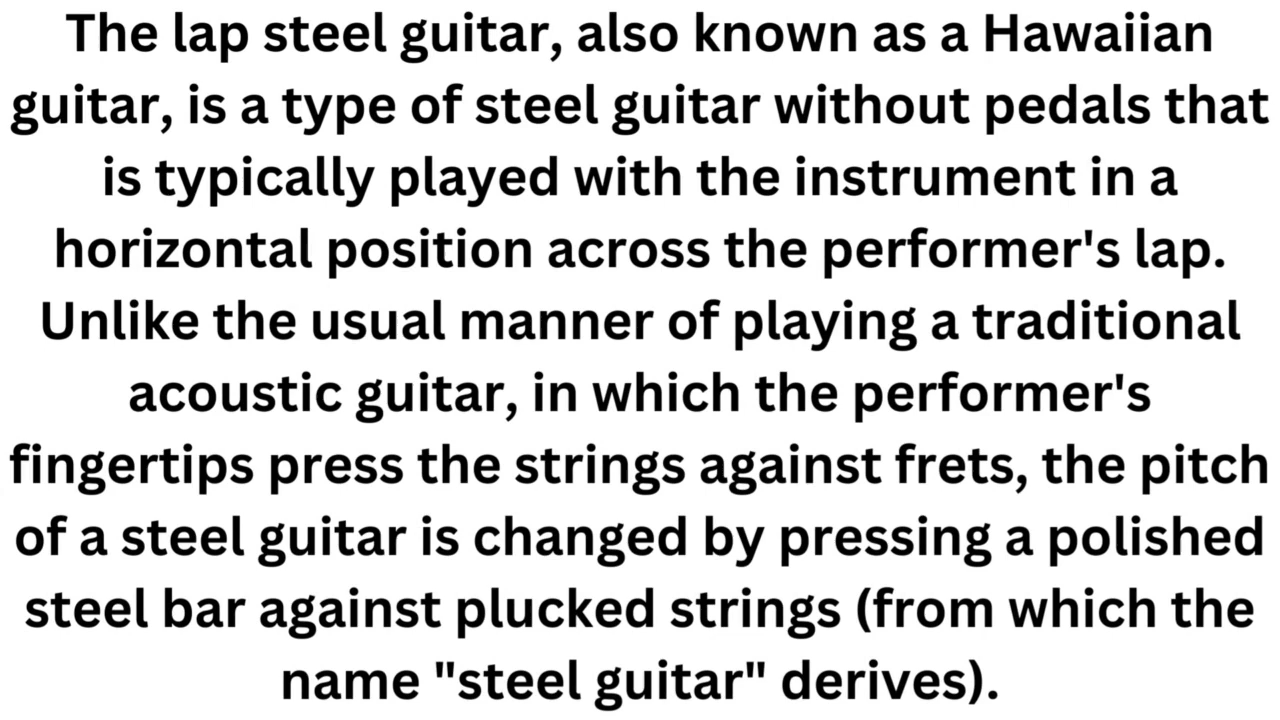 The lap steel guitar, also known as a Hawaiian
guitar, is a type of steel guitar without pedals that
is typically played with the instrument in a
horizontal position across the performer's lap.
Unlike the usual manner of playing a traditional
acoustic guitar, in which the performer's
fingertips press the strings against frets, the pitch
of a steel guitar is changed by pressing a polished
steel bar against plucked strings (from which the
name "steel guitar" derives).